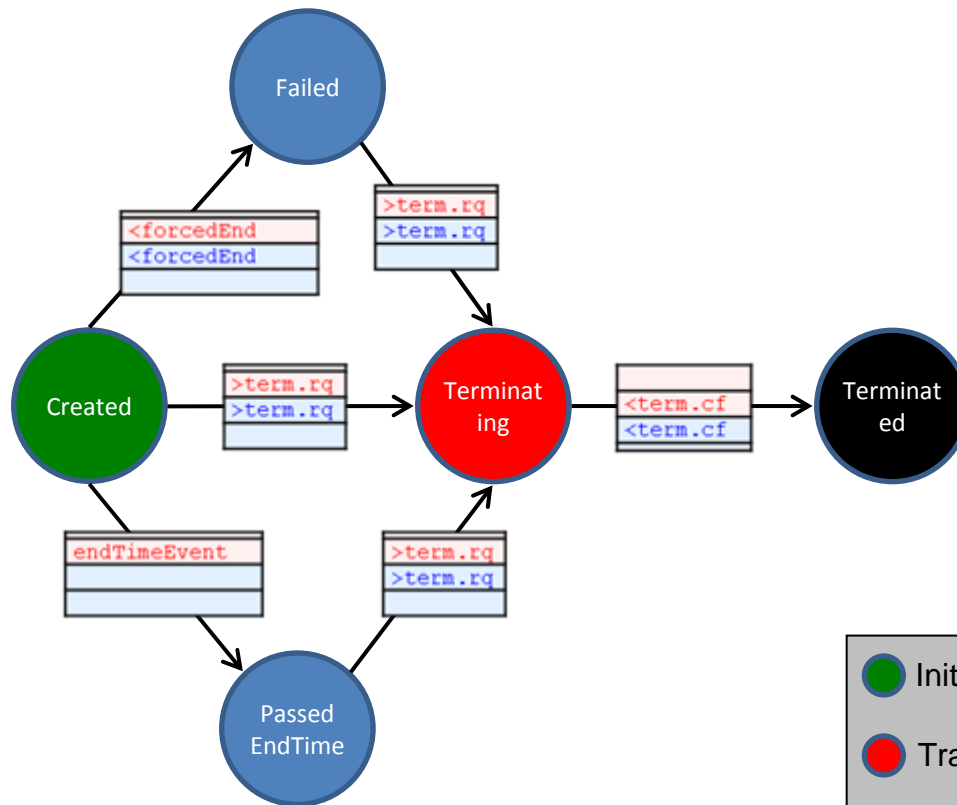 Failed
>term.rq
>term.rq
<forcedEnd
<forcedEnd
Created
>term.rq
>term.rq
Terminat
ing
<term.cf
<term.cf
Terminat
ed
endTimeEvent
>term.rq
>term.rq
Passed
EndTime
Init
Tra